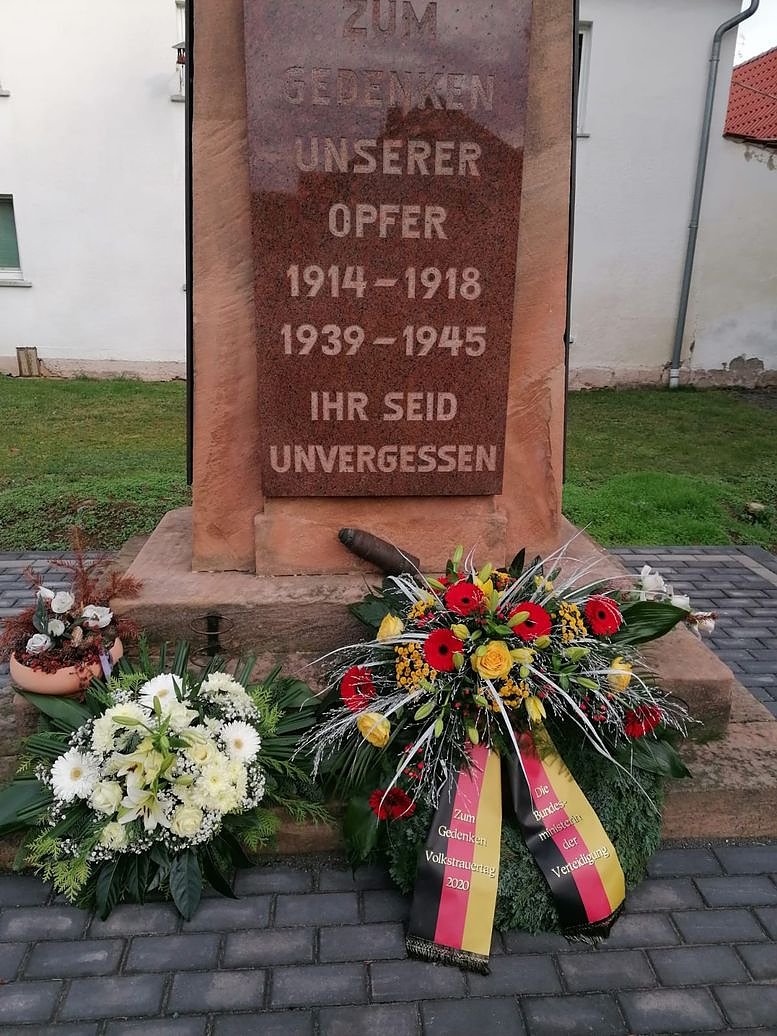 ZUM
GEDENKEN
UNSERER
OPFER
1914–1918
1939–1945
IHR SEID
UNVERGESSEN
Zum
Gedenken
Volkstrauertag
2020
Die
Bundes-
ministerin
der
Verteidigung